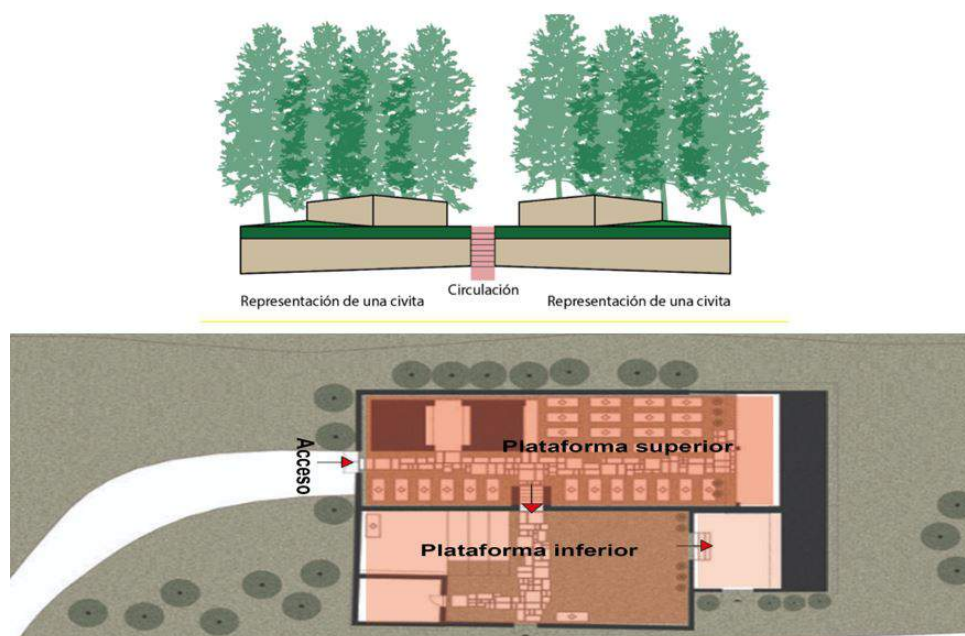 Representación de una civita
Circulación
Representación de una civita
Acceso
Plataforma superior
Plataforma inferior